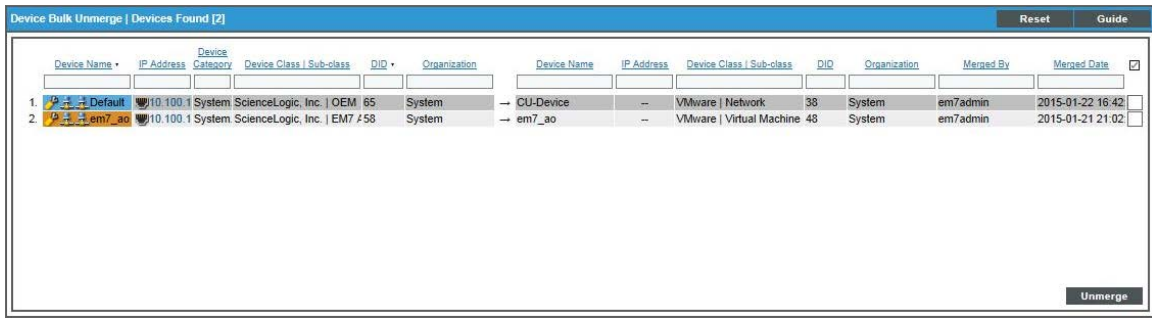 Device Bulk Unmerge | Devices Found [2] Reset Guide
Device Name IP Address Device Category Device Class | Sub-class DID Organization Device Name IP Address Device Class | Sub-class DID Organization Merged By Merged Date
1. Default 10.100.1 System ScienceLogic, Inc. | OEM 65 System → CU-Device -- VMware | Network 38 System em7admin 2015-01-22 16:42
2. em7_ao 10.100.1 System ScienceLogic, Inc. | EM7 58 System → em7_ao -- VMware | Virtual Machine 48 System em7admin 2015-01-21 21:02
Unmerge